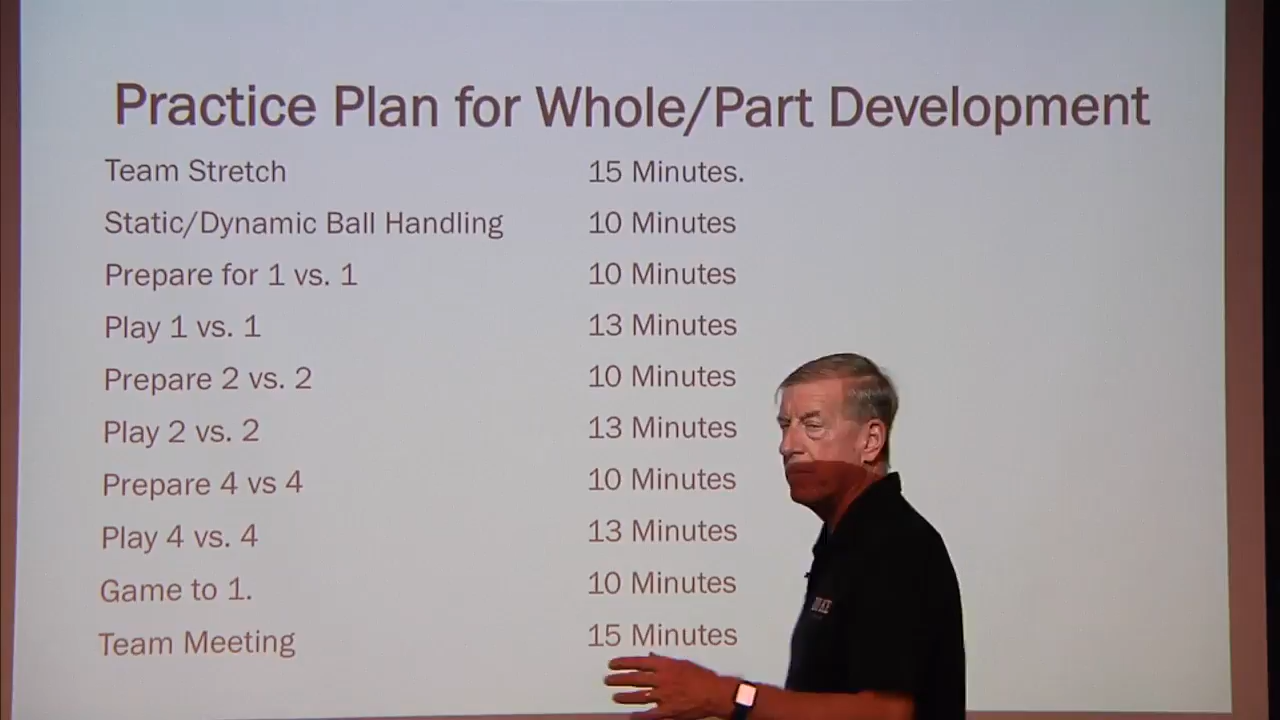 Practice Plan for Whole/Part Development
Team Stretch 15 Minutes.
Static/Dynamic Ball Handling 10 Minutes
Prepare for 1 vs. 1 10 Minutes
Play 1 vs. 1 13 Minutes
Prepare 2 vs. 2 10 Minutes
Play 2 vs. 2 13 Minutes
Prepare 4 vs 4 10 Minutes
Play 4 vs. 4 13 Minutes
Game to 1. 10 Minutes
Team Meeting 15 Minutes